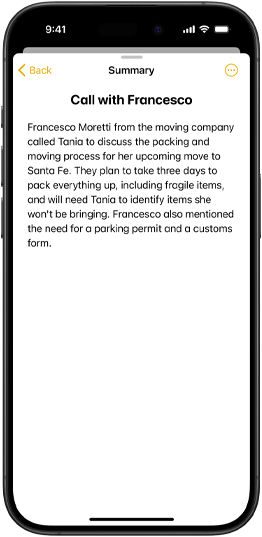 9:41
Back
Summary
Call with Francesco
Francesco Moretti from the moving company
called Tania to discuss the packing and
moving process for her upcoming move to
Santa Fe. They plan to take three days to
pack everything up, including fragile items,
and will need Tania to identify items she
won't be bringing. Francesco also mentioned
the need for a parking permit and a customs
form.